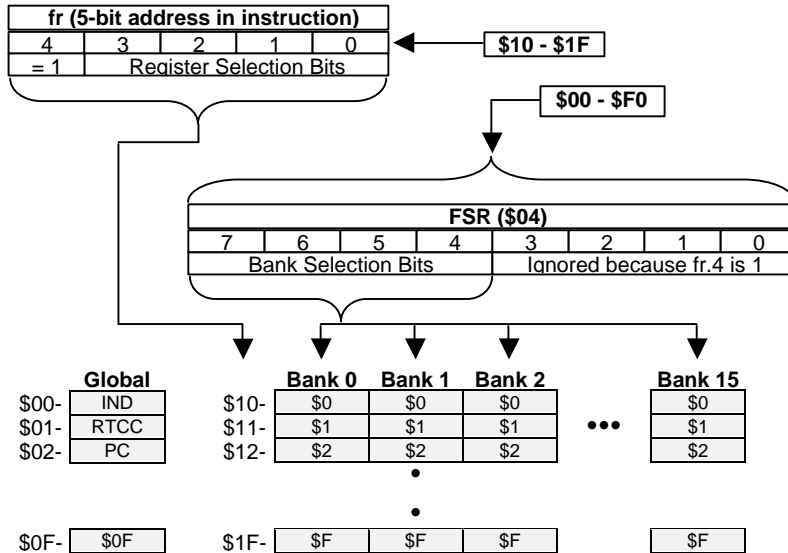 fr (5-bit address in instruction)
4 3 2 1 0
= 1 Register Selection Bits
$10 - $1F
$00 - $F0
FSR ($04)
7 6 5 4 3 2 1 0
Bank Selection Bits Ignored because fr.4 is 1
Global Bank 0 Bank 1 Bank 2 Bank 15
$00- IND $10- $0 $0 $0 $0
$01- RTCC $11- $1 $1 $1 ••• $1
$02- PC $12- $2 $2 $2 $2
$0F- $0F $1F- $F $F $F $F